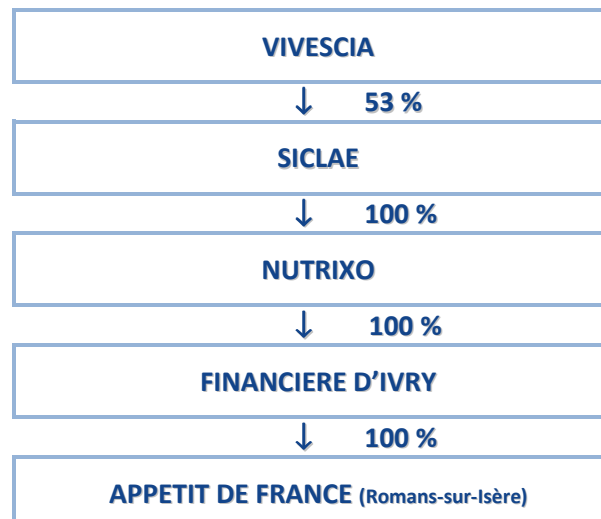 VIVESCIA
↓ 53 %
SICLAE
↓ 100 %
NUTRIXO
↓ 100 %
FINANCIERE D’IVRY
↓ 100 %
APPETIT DE FRANCE (Romans-sur-Isère)